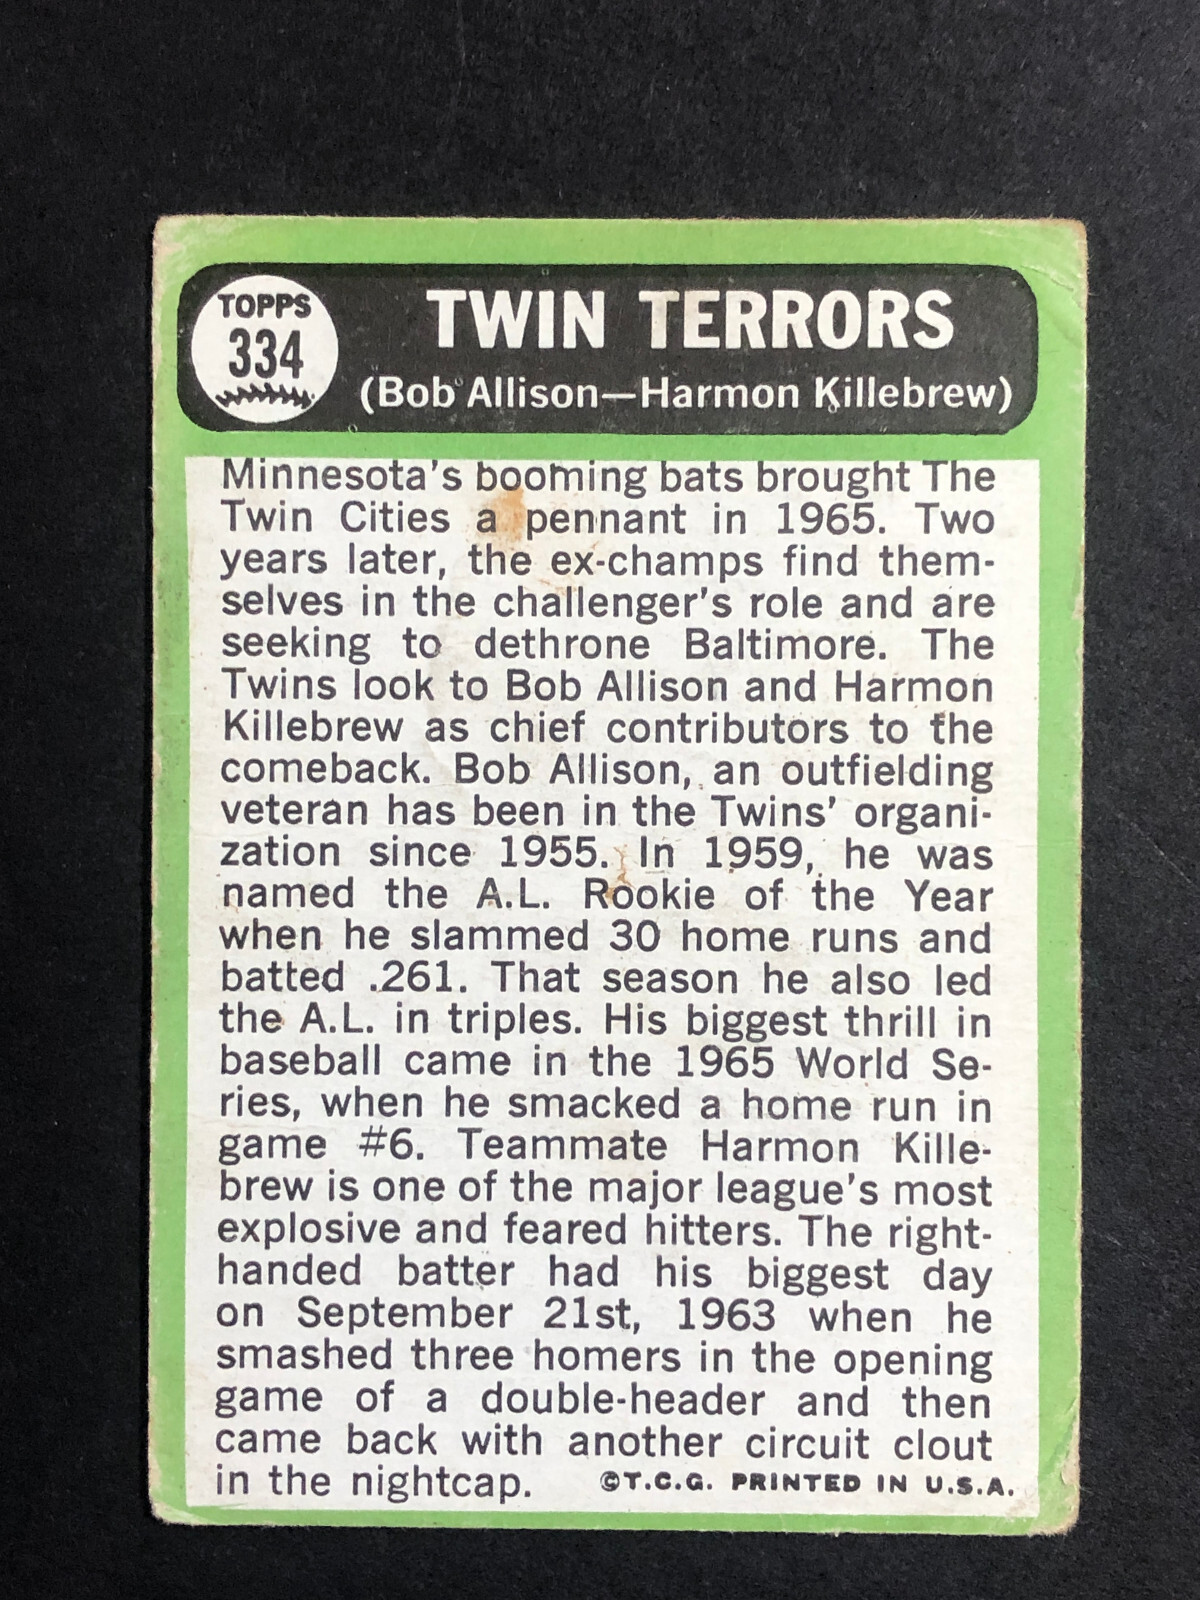 TOPPS
334
TWIN TERRORS
(Bob Allison—Harmon Killebrew)
Minnesota's booming bats brought The
Twin Cities a pennant in 1965. Two
years later, the ex-champs find them-
selves in the challenger's role and are
seeking to dethrone Baltimore. The
Twins look to Bob Allison and Harmon
Killebrew as chief contributors to the
comeback. Bob Allison, an outfielding
veteran has been in the Twins' organi-
zation since 1955. In 1959, he was
named the A.L. Rookie of the Year
when he slammed 30 home runs and
batted .261. That season he also led
the A.L. in triples. His biggest thrill in
baseball came in the 1965 World Se-
ries, when he smacked a home run in
game #6. Teammate Harmon Kille-
brew is one of the major league's most
explosive and feared hitters. The right-
handed batter had his biggest day
on September 21st, 1963 when he
smashed three homers in the opening
game of a double-header and then
came back with another circuit clout
in the nightcap. ©T.C.G. PRINTED IN U.S.A.